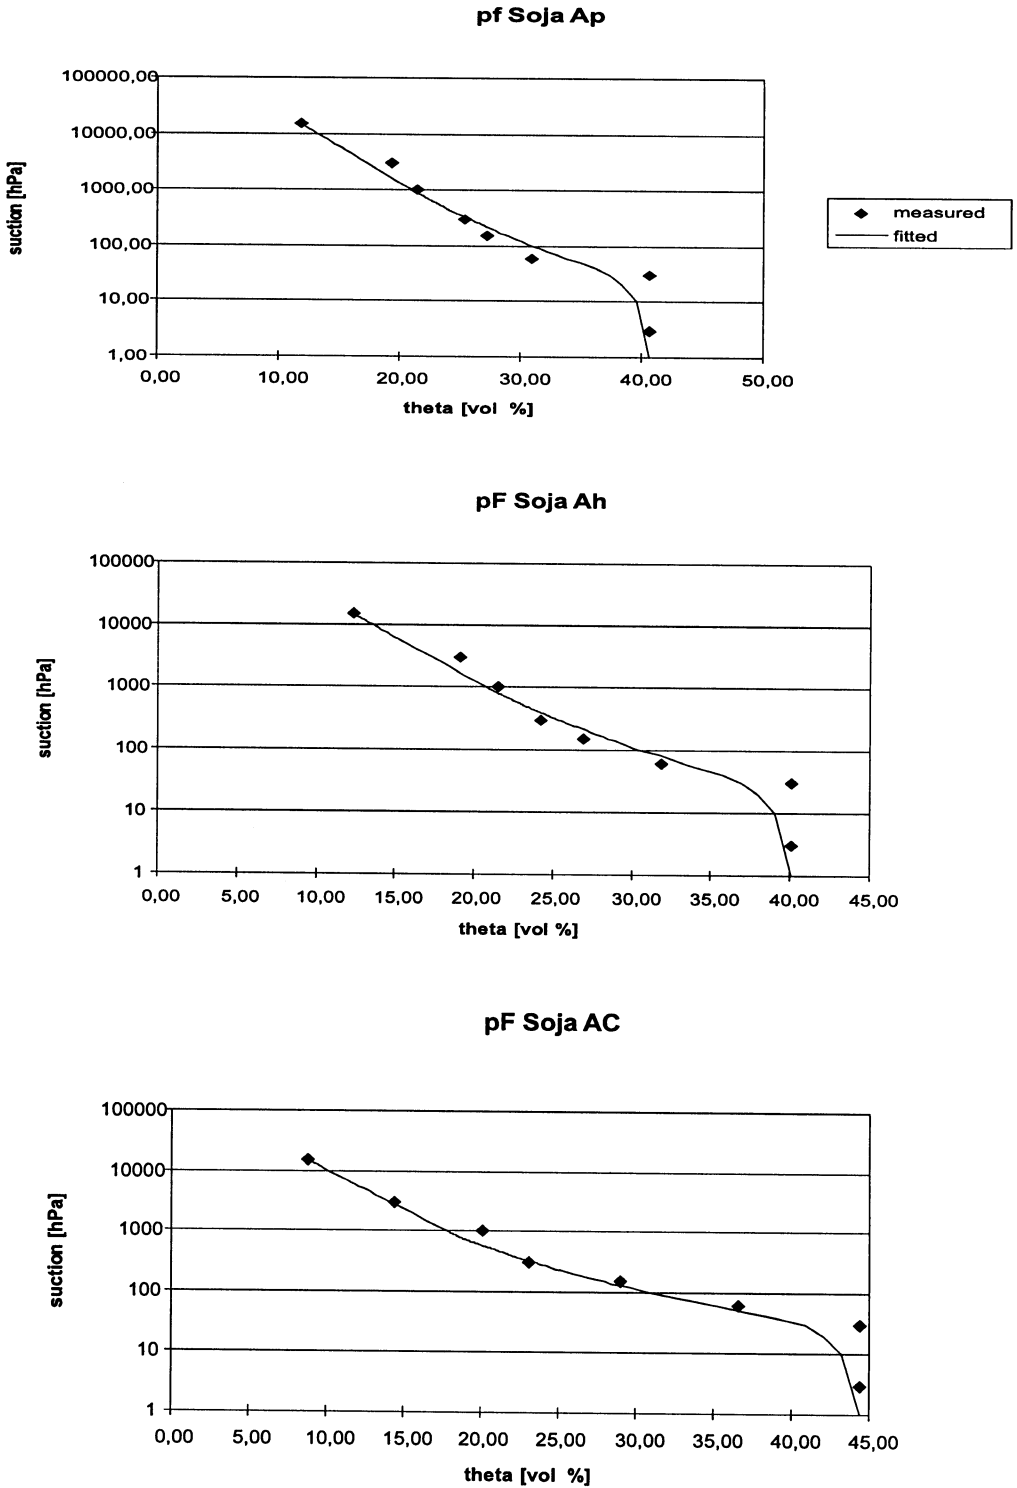 pf Soja Ap
100000,00
10000,00
1000,00
100,00
10,00
1,00
suction [hPa]
0,00 10,00 20,00 30,00 40,00 50,00
theta [vol %]
measured
fitted
pF Soja Ah
100000
10000
1000
100
10
1
suction [hPa]
0,00 5,00 10,00 15,00 20,00 25,00 30,00 35,00 40,00 45,00
theta [vol %]
pF Soja AC
100000
10000
1000
100
10
1
suction [hPa]
0,00 5,00 10,00 15,00 20,00 25,00 30,00 35,00 40,00 45,00
theta [vol %]